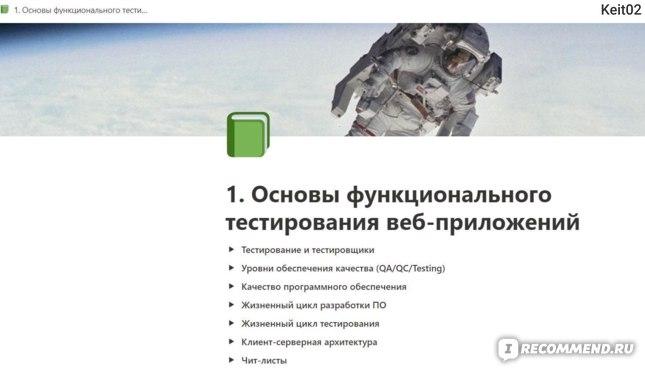 1. Основы функционального тести...
Keit02
1. Основы функционального
тестирования веб-приложений
Тестирование и тестировщики
Уровни обеспечения качества (QA/QC/Testing)
Качество программного обеспечения
Жизненный цикл разработки ПО
Жизненный цикл тестирования
Клиент-серверная архитектура
Чит-листы
I RECOMMEND.RU